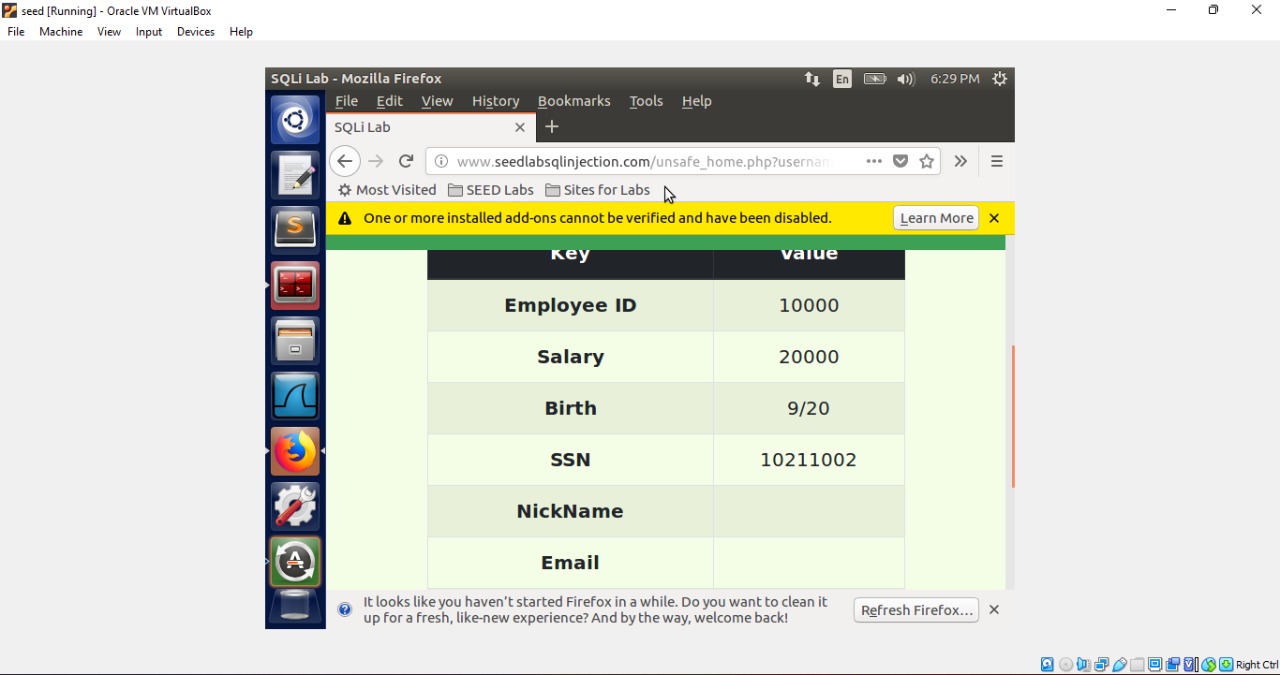 seed [Running] - Oracle VM VirtualBox
File Machine View Input Devices Help
SQLi Lab - Mozilla Firefox En 6:29 PM
File Edit View History Bookmarks Tools Help
SQLi Lab
www.seedlabsqlinjection.com/unsafe_home.php?usernam
Most Visited SEED Labs Sites for Labs
One or more installed add-ons cannot be verified and have been disabled. Learn More
Key Value
Employee ID 10000
Salary 20000
Birth 9/20
SSN 10211002
NickName
Email
It looks like you haven't started Firefox in a while. Do you want to clean it
up for a fresh, like-new experience? And by the way, welcome back!
Refresh Firefox...
Right Ctrl